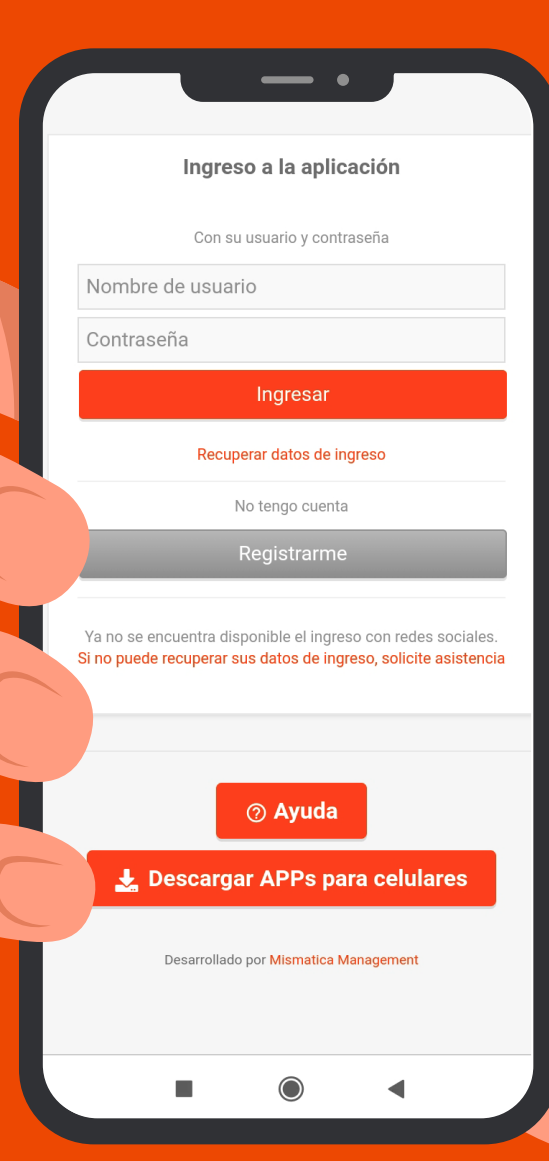 Ingreso a la aplicación
Con su usuario y contraseña
Nombre de usuario
Contraseña
Ingresar
Recuperar datos de ingreso
No tengo cuenta
Registrarme
Ya no se encuentra disponible el ingreso con redes sociales.
Si no puede recuperar sus datos de ingreso, solicite asistencia
Ayuda
Descargar APPs para celulares
Desarrollado por Mismatica Management